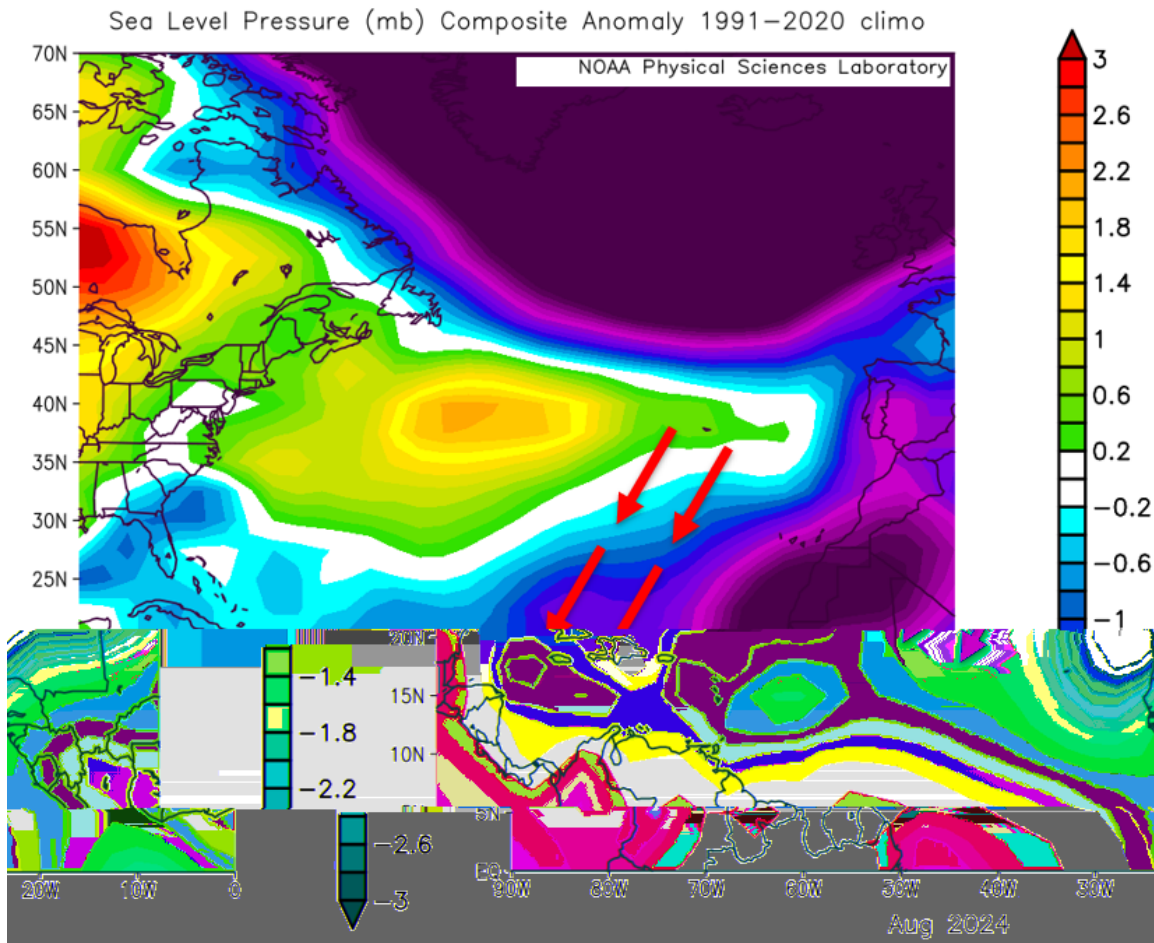 Sea Level Pressure (mb) Composite Anomaly 1991-2020 climo
NOAA Physical Sciences Laboratory
70N
65N
60N
55N
50N
45N
40N
35N
30N
25N
3
2.6
2.2
1.8
1.4
1
0.6
0.2
-0.2
-0.6
-1
-1.4
-1.8
-2.2
-2.6
-3
20N
15N
10N
5N
EQ
20W
10W
0
90W
80W
70W
60W
50W
40W
30W
Aug 2024